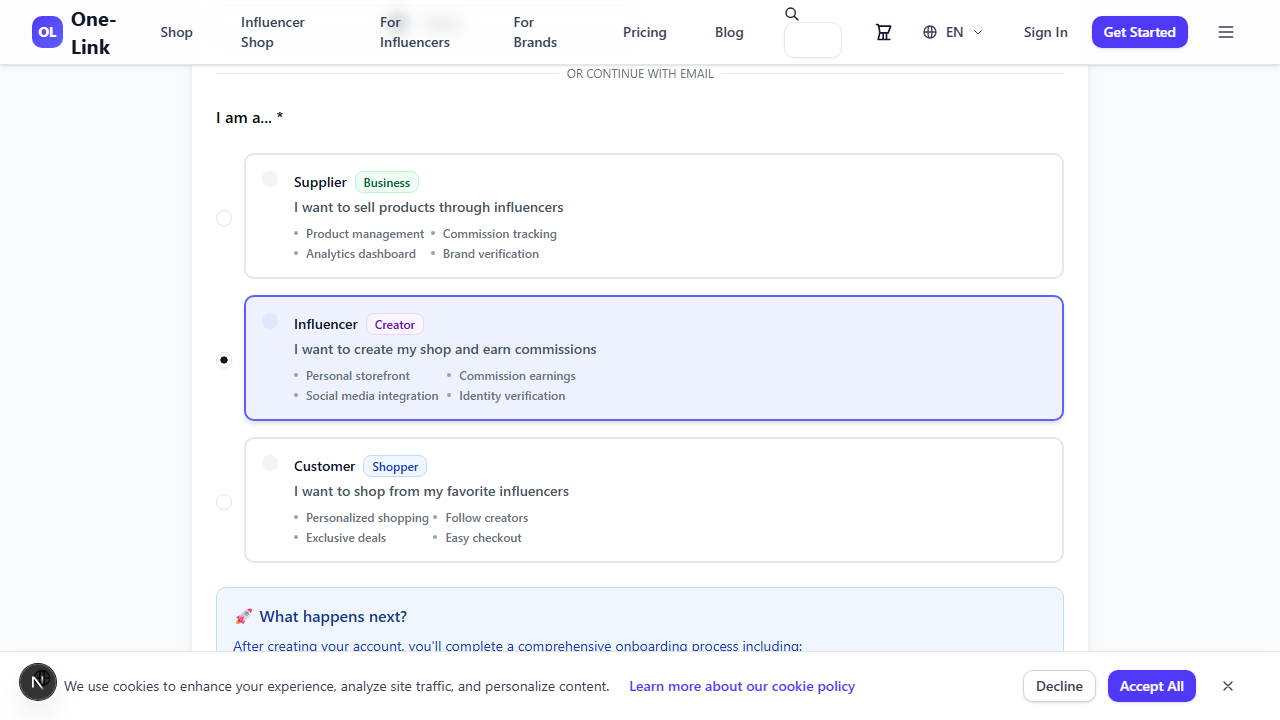 OL One-Link
Shop
Influencer Shop
For Influencers
For Brands
Pricing
Blog
EN
Sign In
Get Started
OR CONTINUE WITH EMAIL
I am a... *
Supplier Business
I want to sell products through influencers
• Product management • Commission tracking
• Analytics dashboard • Brand verification
Influencer Creator
I want to create my shop and earn commissions
• Personal storefront • Commission earnings
• Social media integration • Identity verification
Customer Shopper
I want to shop from my favorite influencers
• Personalized shopping • Follow creators
• Exclusive deals • Easy checkout
🚀 What happens next?
After creating your account, you'll complete a comprehensive onboarding process including:
N
We use cookies to enhance your experience, analyze site traffic, and personalize content. Learn more about our cookie policy
Decline
Accept All